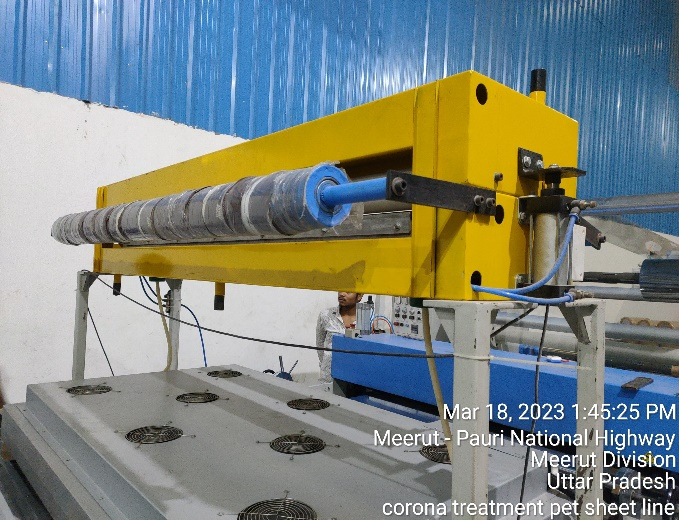 Mar 18, 2023 1:45:25 PM
Meerut - Pauri National Highway
Meerut Division
Uttar Pradesh
corona treatment pet sheet line